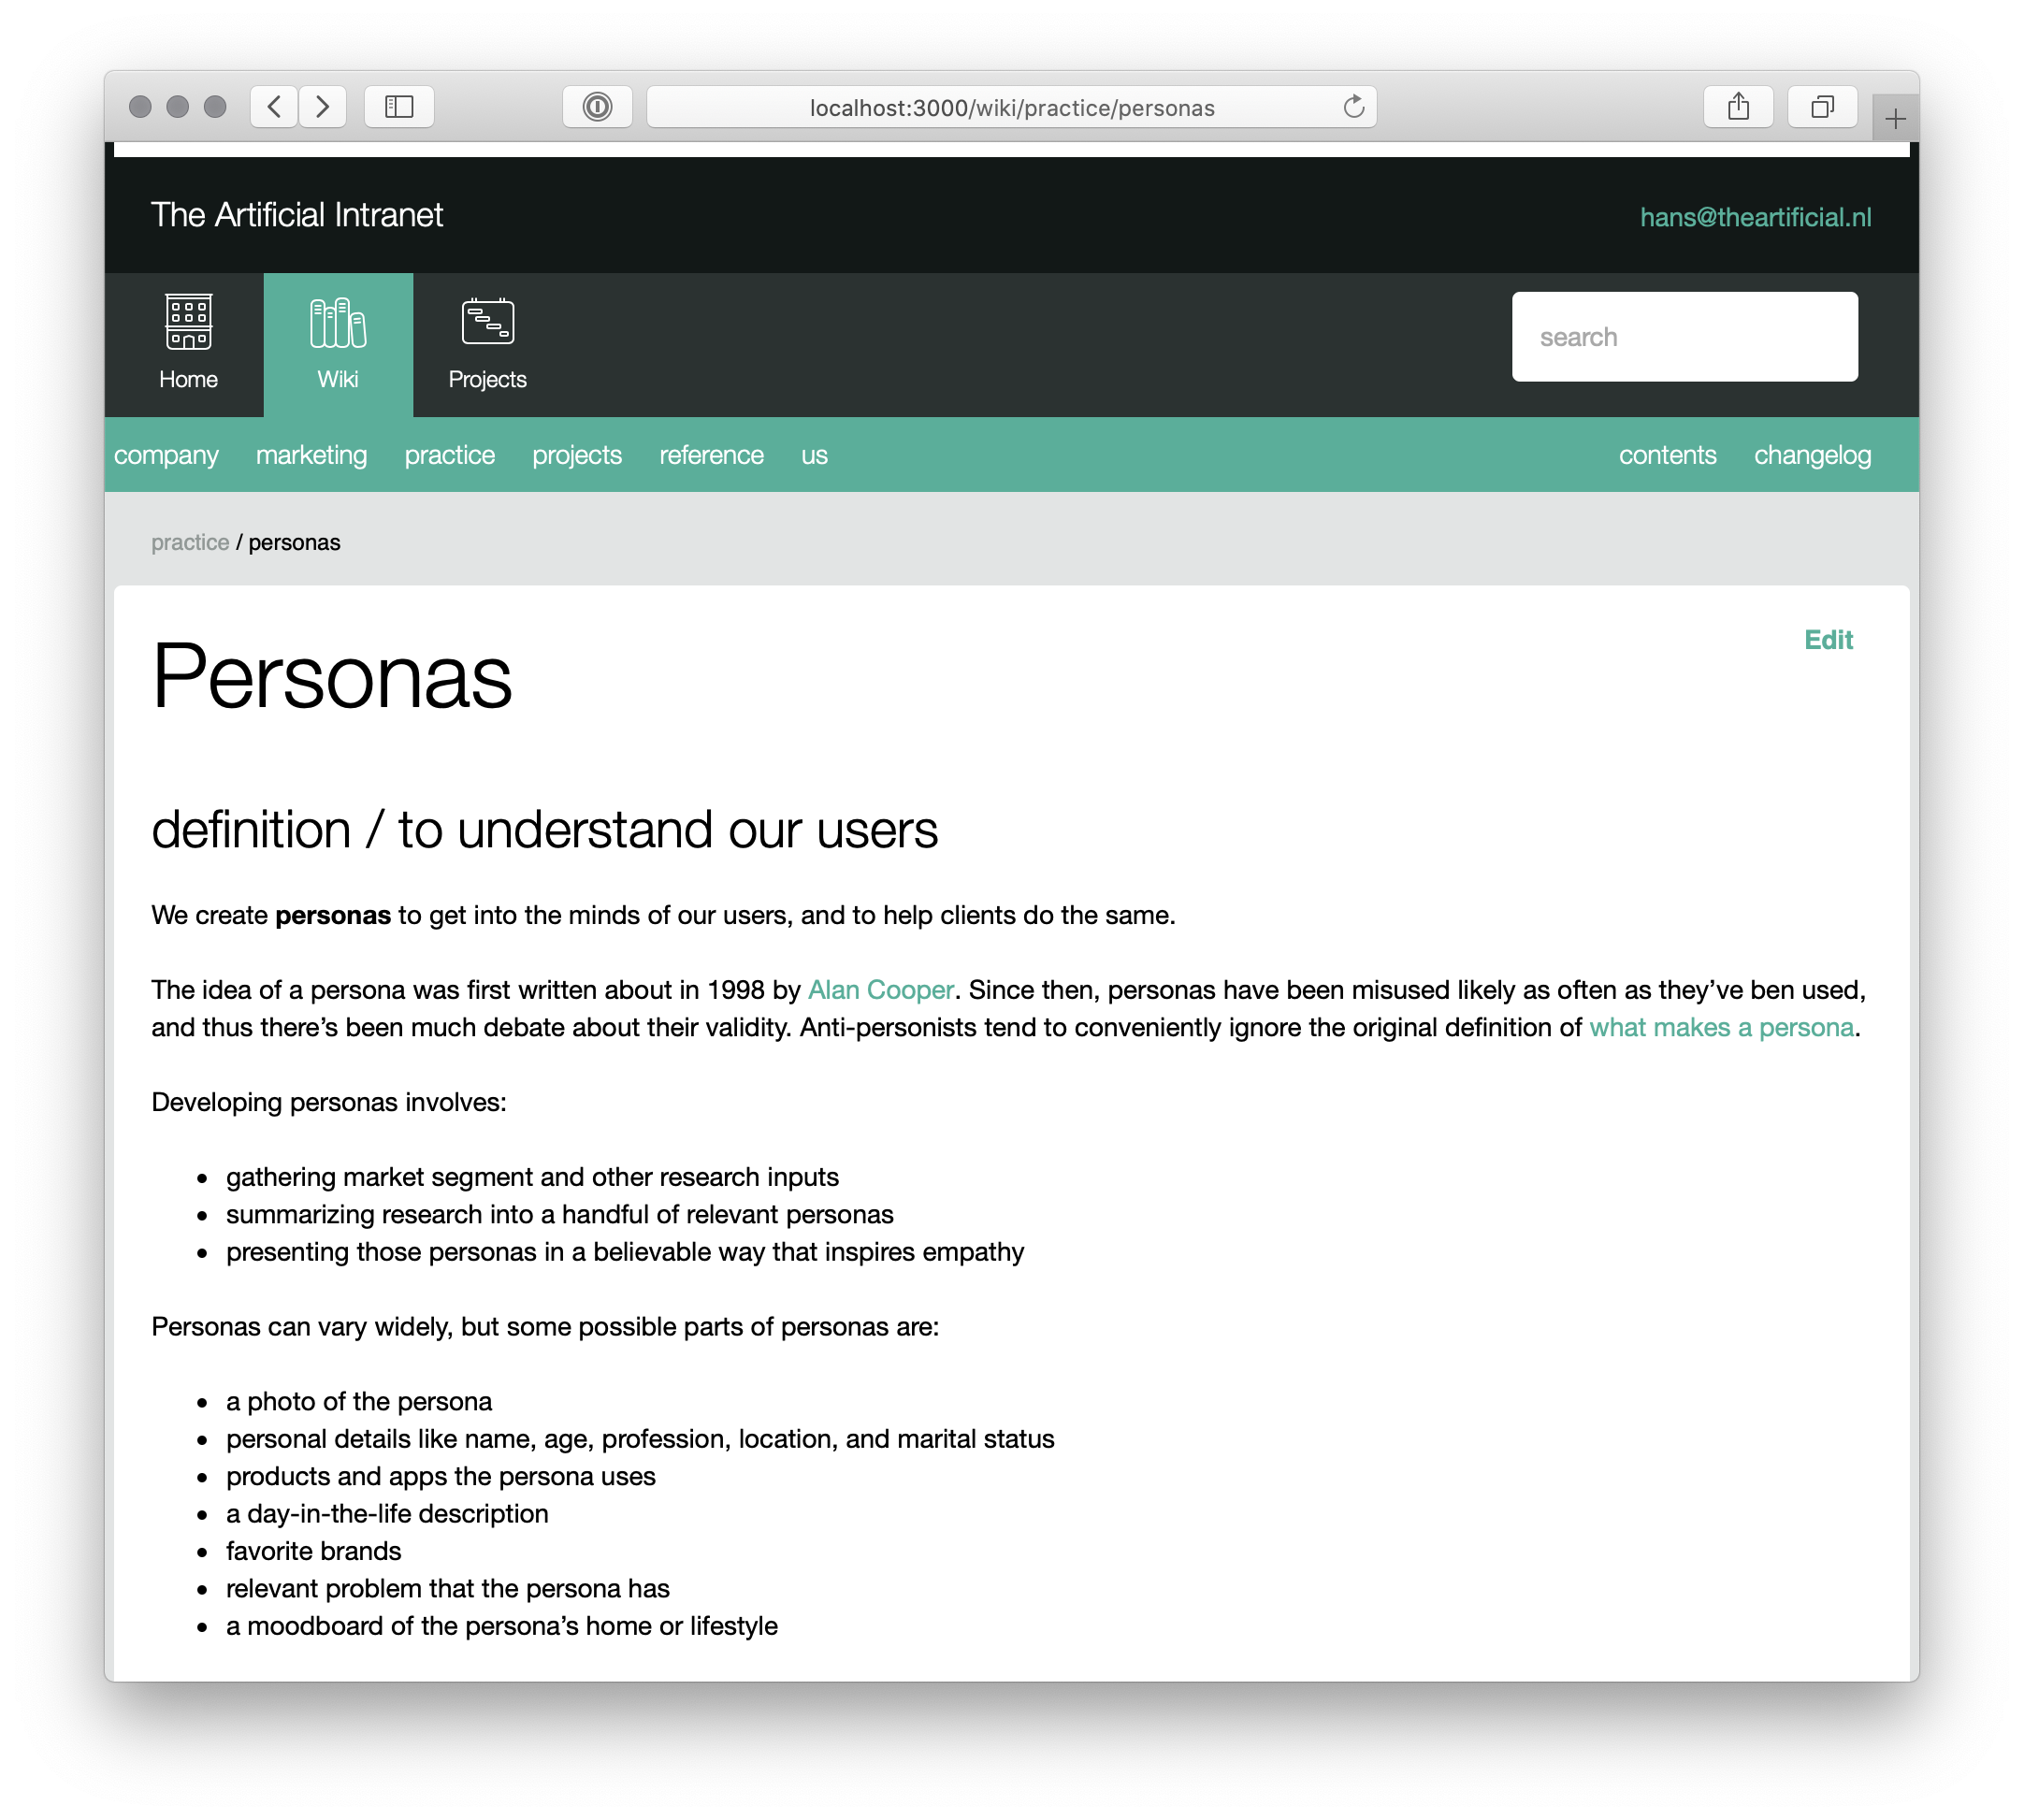 localhost:3000/wiki/practice/personas
The Artificial Intranet
hans@theartificial.nl
Home
Wiki
Projects
search
company marketing practice projects reference us
contents changelog
practice / personas
Personas
Edit
definition / to understand our users
We create personas to get into the minds of our users, and to help clients do the same.
The idea of a persona was first written about in 1998 by Alan Cooper. Since then, personas have been misused likely as often as they’ve ben used,
and thus there’s been much debate about their validity. Anti-personists tend to conveniently ignore the original definition of what makes a persona.
Developing personas involves:
• gathering market segment and other research inputs
• summarizing research into a handful of relevant personas
• presenting those personas in a believable way that inspires empathy
Personas can vary widely, but some possible parts of personas are:
• a photo of the persona
• personal details like name, age, profession, location, and marital status
• products and apps the persona uses
• a day-in-the-life description
• favorite brands
• relevant problem that the persona has
• a moodboard of the persona’s home or lifestyle